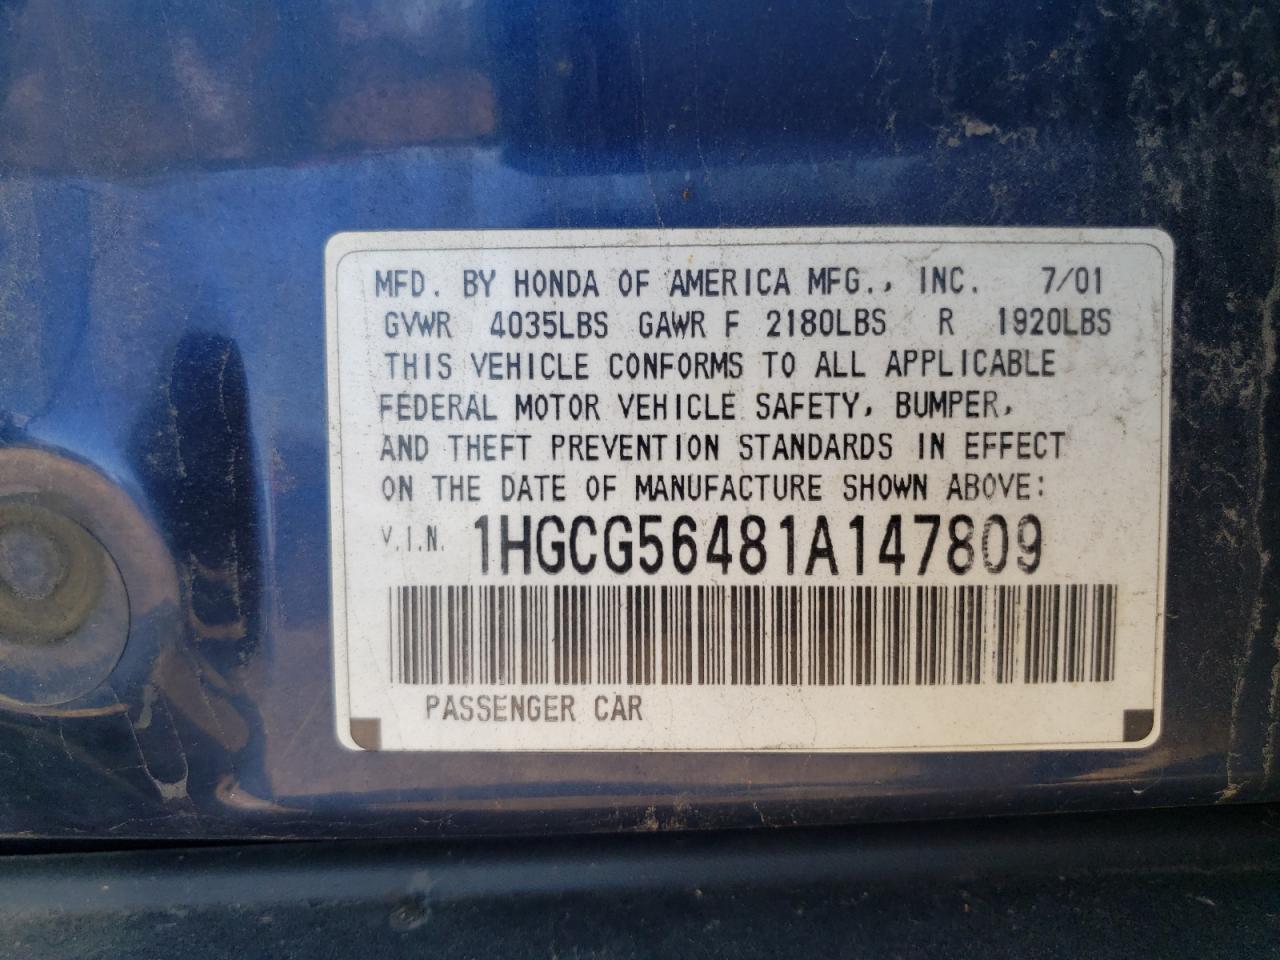 MFD. BY HONDA OF AMERICA MFG., INC. 7/01
GVWR 4035LBS GAWR F 2180LBS R 1920LBS
THIS VEHICLE CONFORMS TO ALL APPLICABLE
FEDERAL MOTOR VEHICLE SAFETY, BUMPER,
AND THEFT PREVENTION STANDARDS IN EFFECT
ON THE DATE OF MANUFACTURE SHOWN ABOVE:
V.I.N. 1HGCG56481A147809
PASSENGER CAR